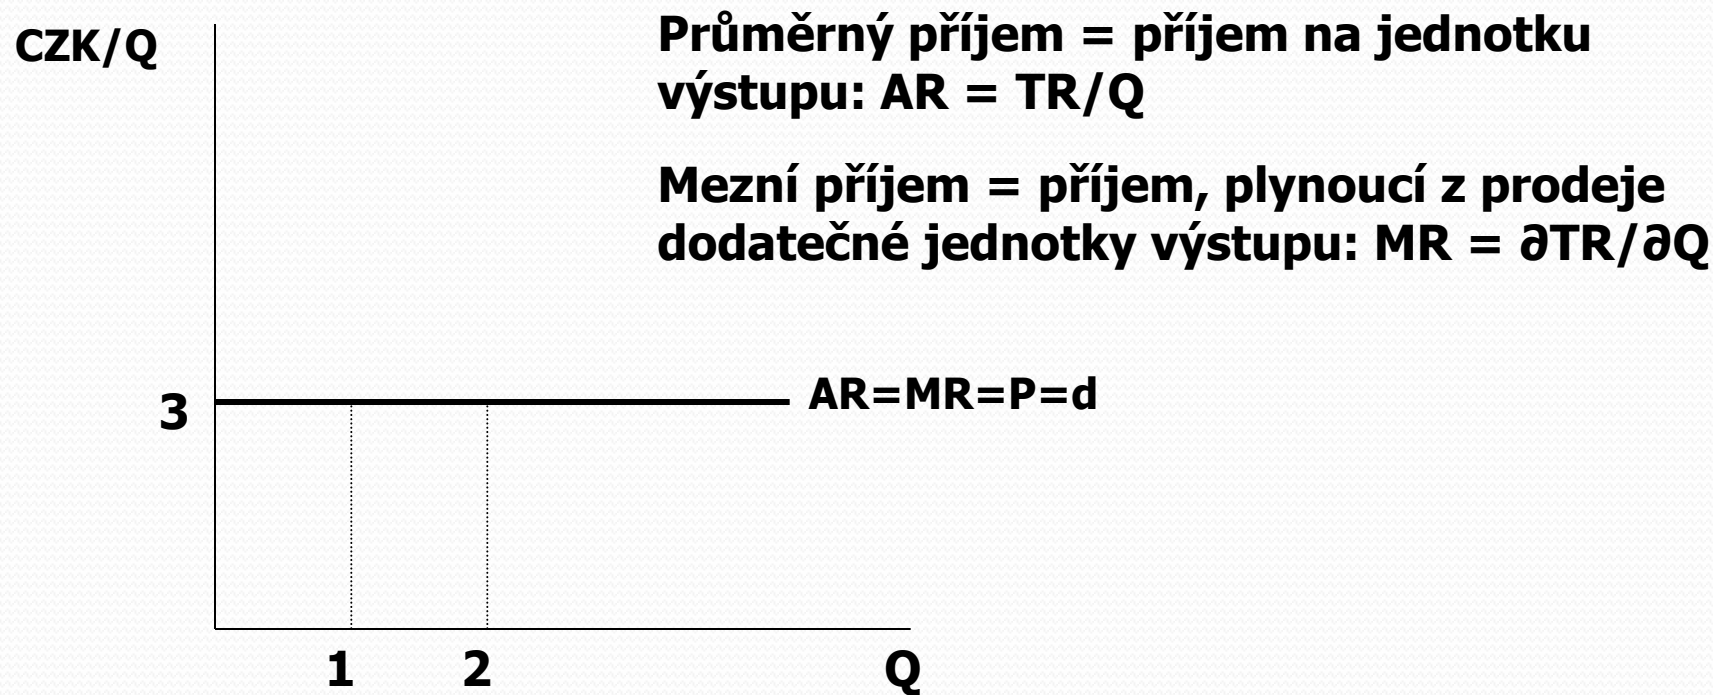 CZK/Q
Průměrný příjem = příjem na jednotku
výstupu: AR = TR/Q
Mezní příjem = příjem, plynoucí z prodeje
dodatečné jednotky výstupu: MR = ∂TR/∂Q
AR=MR=P=d
3
1
2
Q